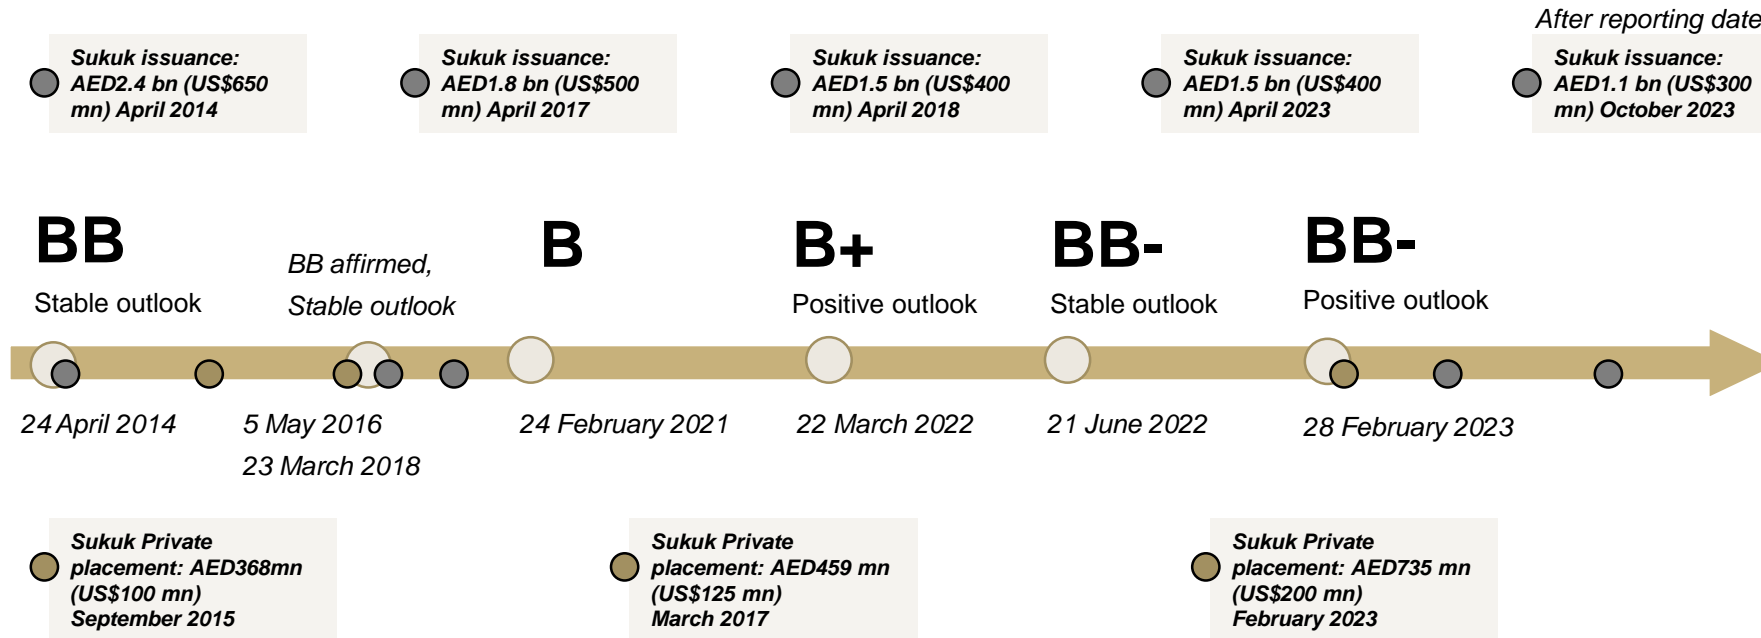 After reporting date
Sukuk issuance:
AED2.4 bn (US$650
mn) April 2014
Sukuk issuance:
AED1.8 bn (US$500
mn) April 2017
Sukuk issuance:
AED1.5 bn (US$400
mn) April 2018
Sukuk issuance:
AED1.5 bn (US$400
mn) April 2023
Sukuk issuance:
AED1.1 bn (US$300
mn) October 2023
BB
Stable outlook
BB affirmed,
Stable outlook
B
B+
Positive outlook
BB-
Stable outlook
BB-
Positive outlook
24 April 2014
5 May 2016
23 March 2018
24 February 2021
22 March 2022
21 June 2022
28 February 2023
Sukuk Private
placement: AED368mn
(US$100 mn)
September 2015
Sukuk Private
placement: AED459 mn
(US$125 mn)
March 2017
Sukuk Private
placement: AED735 mn
(US$200 mn)
February 2023